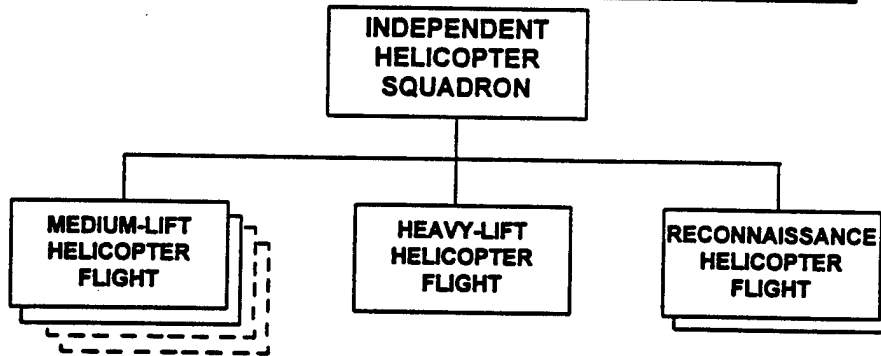 INDEPENDENT
HELICOPTER
SQUADRON
MEDIUM-LIFT
HELICOPTER
FLIGHT
HEAVY-LIFT
HELICOPTER
FLIGHT
RECONNAISSANCE
HELICOPTER
FLIGHT